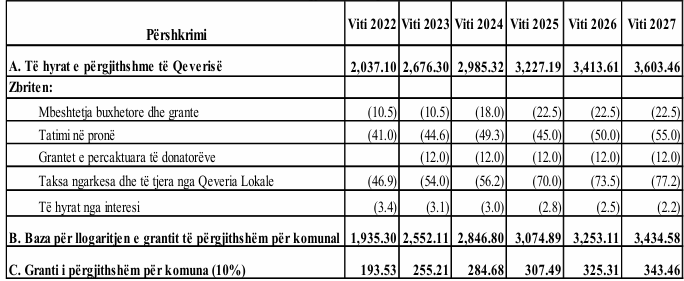 Përshkrimi Viti 2022 Viti 2023 Viti 2024 Viti 2025 Viti 2026 Viti 2027
A. Të hyrat e përgjithshme të Qeverisë 2,037.10 2,676.30 2,985.32 3,227.19 3,413.61 3,603.46
Zbriten:
Mbeshtetja buxhetore dhe grante (10.5) (10.5) (18.0) (22.5) (22.5) (22.5)
Tatimi në pronë (41.0) (44.6) (49.3) (45.0) (50.0) (55.0)
Grantet e percaktuara të donatorëve (12.0) (12.0) (12.0) (12.0) (12.0)
Taksa ngarkesa dhe të tjera nga Qeveria Lokale (46.9) (54.0) (56.2) (70.0) (73.5) (77.2)
Të hyrat nga interesi (3.4) (3.1) (3.0) (2.8) (2.5) (2.2)
B. Baza për llogaritjen e grantit të përgjithshëm për komunal 1,935.30 2,552.11 2,846.80 3,074.89 3,253.11 3,434.58
C. Granti i përgjithshëm për komuna (10%) 193.53 255.21 284.68 307.49 325.31 343.46